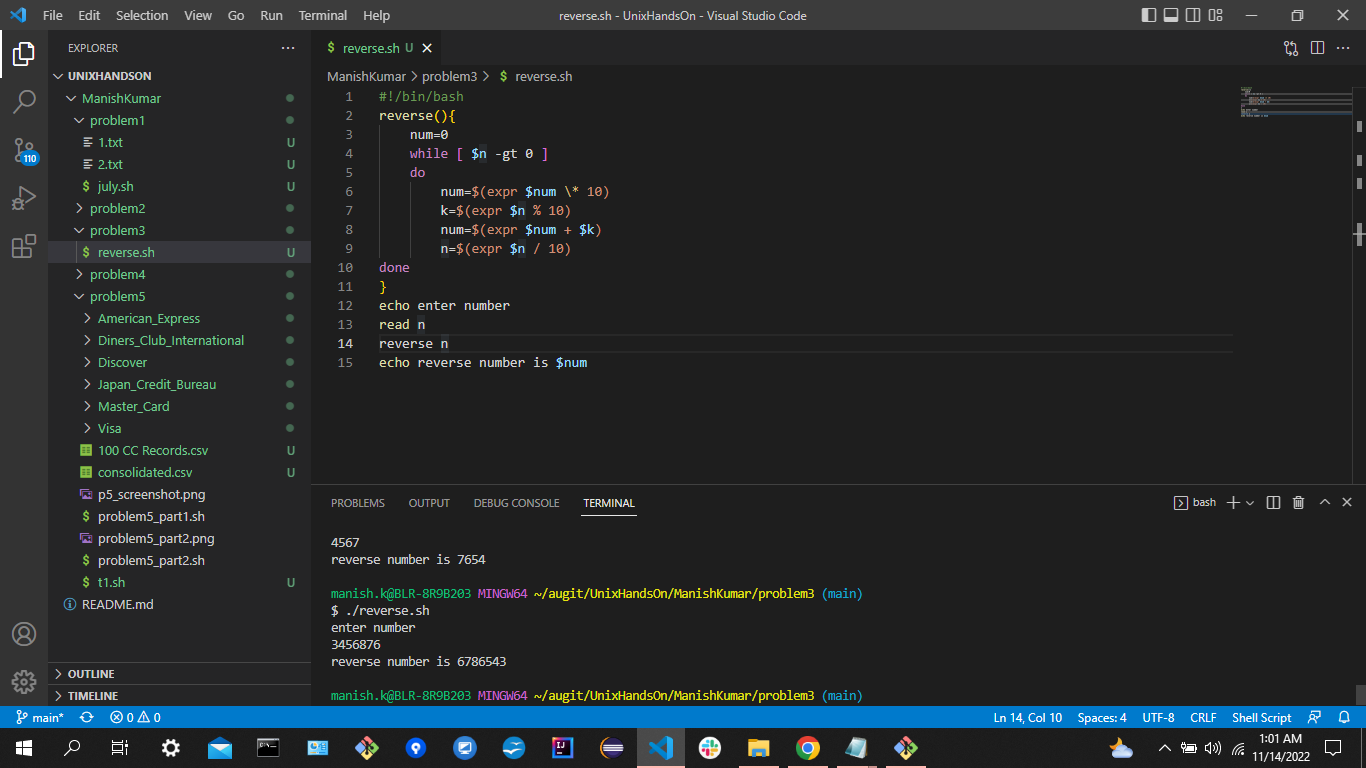 File Edit Selection View Go Run Terminal Help reverse.sh - UnixHandsOn - Visual Studio Code
EXPLORER
UNIXHANDSON
ManishKumar
problem1
1.txt U
2.txt U
july.sh U
problem2
problem3
$ reverse.sh U
problem4
problem5
American_Express
Diners_Club_International
Discover
Japan_Credit_Bureau
Master_Card
Visa
100 CC Records.csv U
consolidated.csv U
p5_screenshot.png
$ problem5_part1.sh
problem5_part2.png
$ problem5_part2.sh
$ t1.sh U
README.md
OUTLINE
TIMELINE
110
$ reverse.sh U
ManishKumar > problem3 > $ reverse.sh
1 #!/bin/bash
2 reverse(){
3 num=0
4 while [ $n -gt 0 ]
5 do
6 num=$(expr $num \* 10)
7 k=$(expr $n % 10)
8 num=$(expr $num + $k)
9 n=$(expr $n / 10)
10 done
11 }
12 echo enter number
13 read n
14 reverse n
15 echo reverse number is $num
PROBLEMS OUTPUT DEBUG CONSOLE TERMINAL bash
4567
reverse number is 7654
manish.k@BLR-8R9B203 MINGW64 ~/augit/UnixHandsOn/ManishKumar/problem3 (main)
$ ./reverse.sh
enter number
3456876
reverse number is 6786543
manish.k@BLR-8R9B203 MINGW64 ~/augit/UnixHandsOn/ManishKumar/problem3 (main)
main* 0 0 Ln 14, Col 10 Spaces: 4 UTF-8 CRLF Shell Script
1:01 AM
11/14/2022